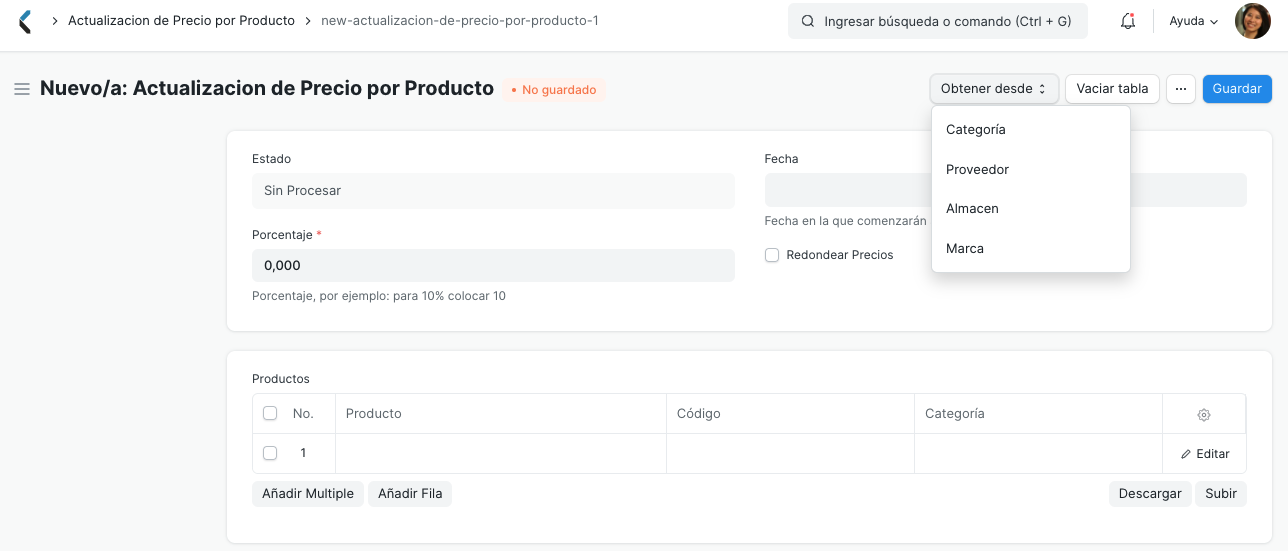 Actualizacion de Precio por Producto
new-actualizacion-de-precio-por-producto-1
Ingresar búsqueda o comando (Ctrl + G)
Ayuda
Nuevo/a: Actualizacion de Precio por Producto
No guardado
Obtener desde
Vaciar tabla
...
Guardar
Categoría
Proveedor
Almacen
Marca
Estado
Sin Procesar
Fecha
Fecha en la que comenzarán
Porcentaje *
0,000
Porcentaje, por ejemplo: para 10% colocar 10
Redondear Precios
Productos
No.
Producto
Código
Categoría
1
Editar
Añadir Multiple
Añadir Fila
Descargar
Subir